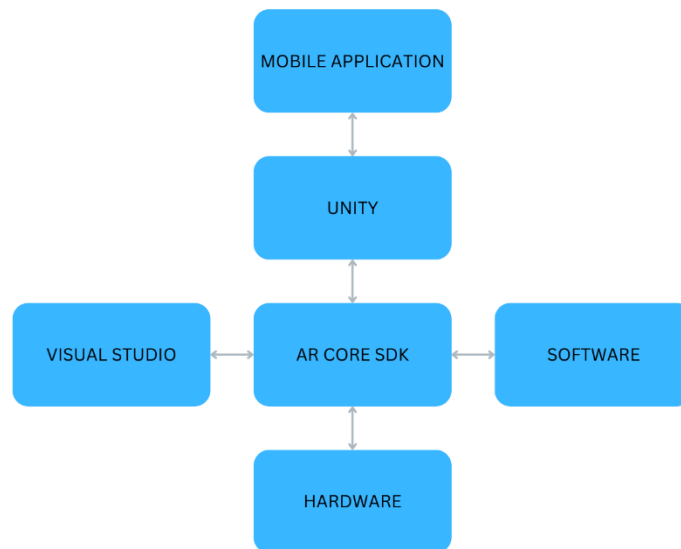 MOBILE APPLICATION
UNITY
VISUAL STUDIO
AR CORE SDK
SOFTWARE
HARDWARE